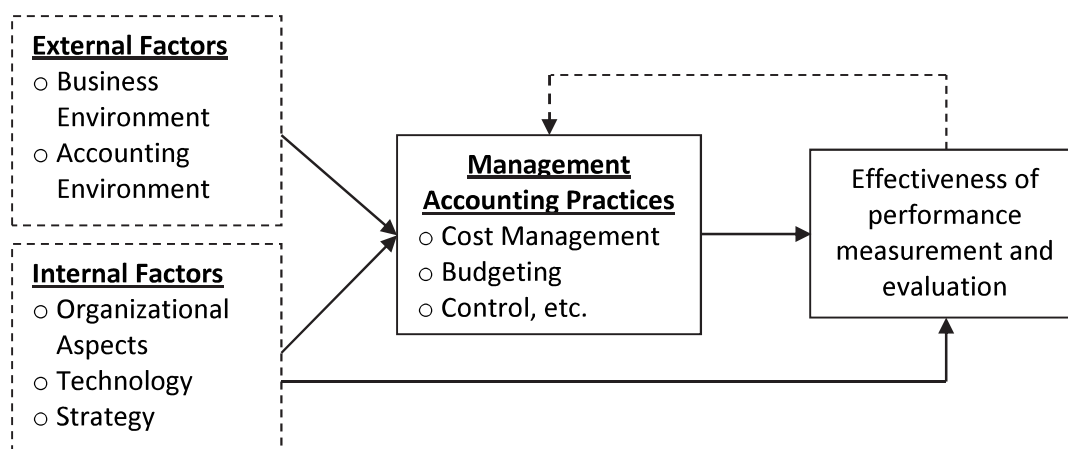 External Factors
○ Business
Environment
○ Accounting
Environment
Internal Factors
○ Organizational
Aspects
○ Technology
○ Strategy
Management
Accounting Practices
○ Cost Management
○ Budgeting
○ Control, etc.
Effectiveness of
performance
measurement and
evaluation